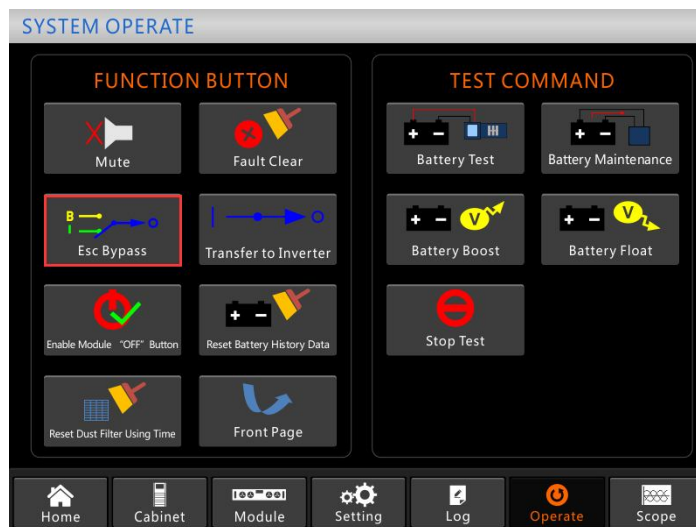 SYSTEM OPERATE
FUNCTION BUTTON
Mute
Fault Clear
B
I
O
Esc Bypass
I
O
Transfer to Inverter
Enable Module “OFF” Button
Reset Battery History Data
Reset Dust Filter Using Time
Front Page
TEST COMMAND
+ -
Battery Test
+ -
Battery Maintenance
+ - V
Battery Boost
+ - V
Battery Float
Stop Test
Home
Cabinet
Module
Setting
Log
Operate
Scope